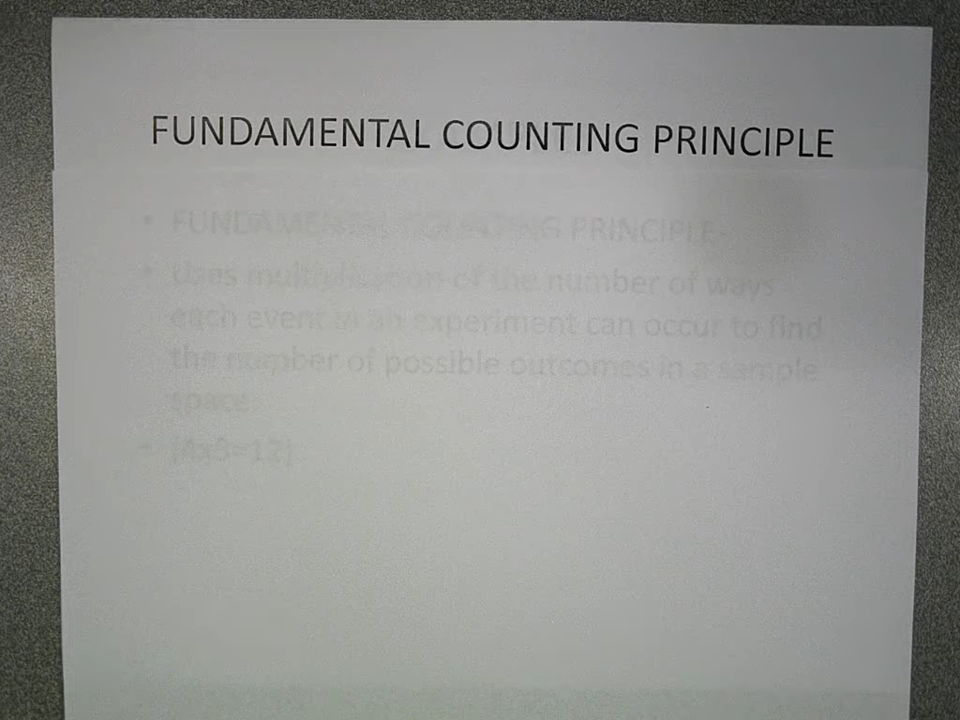 FUNDAMENTAL COUNTING PRINCIPLE
• FUNDAMENTAL COUNTING PRINCIPLE-
• Uses multiplication of the number of ways
each event in an experiment can occur to find
the number of possible outcomes in a sample
space.
• (4x3=12)